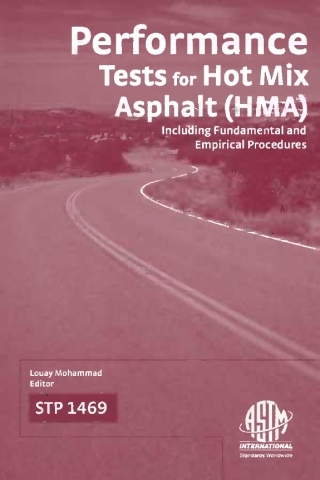 Performance
Tests for Hot Mix
Asphalt (HMA)
Including Fundamental and
Empirical Procedures
Louay Mohammad
Editor
STP 1469
ASTM
INTERNATIONAL
Standards Worldwide